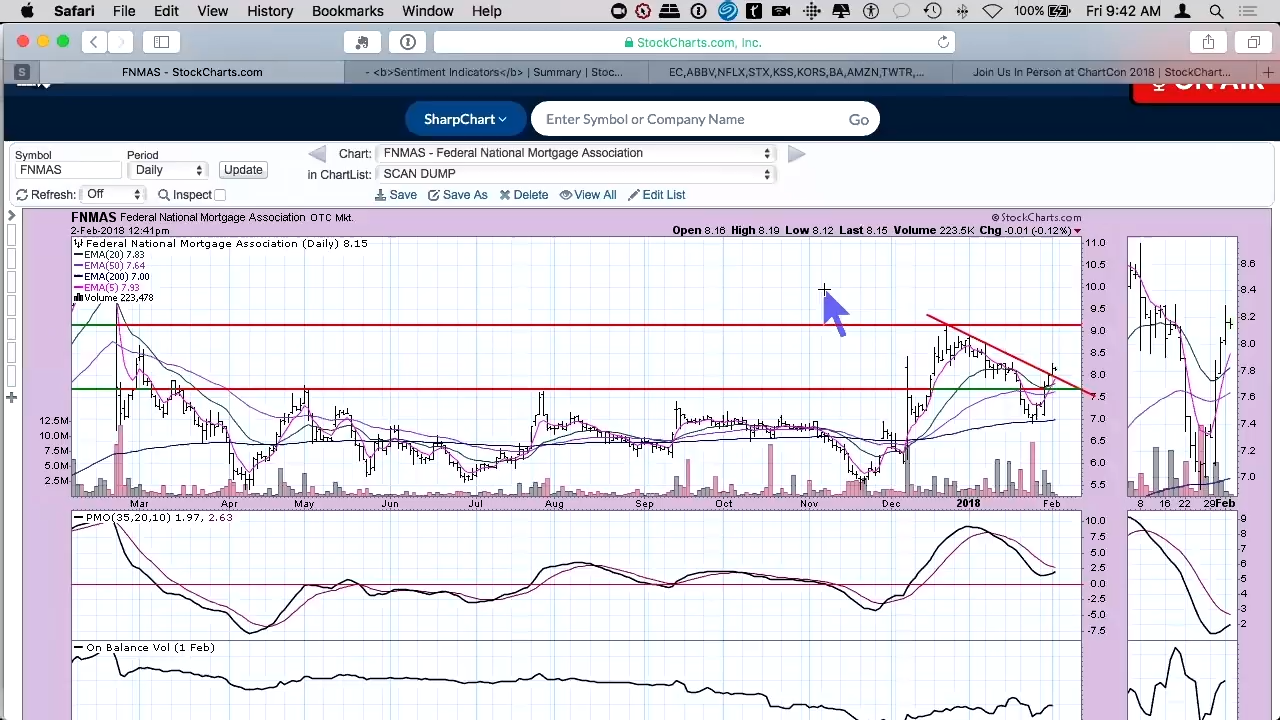 Safari File Edit View History Bookmarks Window Help 100% Fri 9:42 AM
StockCharts.com, Inc.
S FNMAS - StockCharts.com - <b>Sentiment Indicators</b> | Summary | Stoc... EC,ABBV,NFLX,STX,KSS,KORS,BA,AMZN,TWTR,... Join Us In Person at ChartCon 2018 | StockChart...
ON AIR
SharpChart Enter Symbol or Company Name Go
Symbol Period Chart: FNMAS - Federal National Mortgage Association
FNMAS Daily Update in ChartList: SCAN DUMP
Refresh: Off Inspect Save Save As Delete View All Edit List
FNMAS Federal National Mortgage Association OTC Mkt. © StockCharts.com
2-Feb-2018 12:41pm Open 8.16 High 8.19 Low 8.12 Last 8.15 Volume 223.5K Chg -0.01 (-0.12%)
Federal National Mortgage Association (Daily) 8.15
EMA(20) 7.83
EMA(50) 7.64
EMA(200) 7.00
EMA(5) 7.93
Volume 223,478
11.0
10.5
10.0
9.5
9.0
8.5
8.0
7.5
7.0
6.5
6.0
5.5
12.5M
10.0M
7.5M
5.0M
2.5M
8.6
8.4
8.2
8.0
7.8
7.6
7.4
7.2
7.0
Mar Apr May Jun Jul Aug Sep Oct Nov Dec 2018 Feb 8 16 22 29 Feb
PMO(35,20,10) 1.97, 2.63
10.0
7.5
5.0
2.5
0.0
-2.5
-5.0
-7.5
9
8
7
6
5
4
3
2
On Balance Vol (1 Feb)